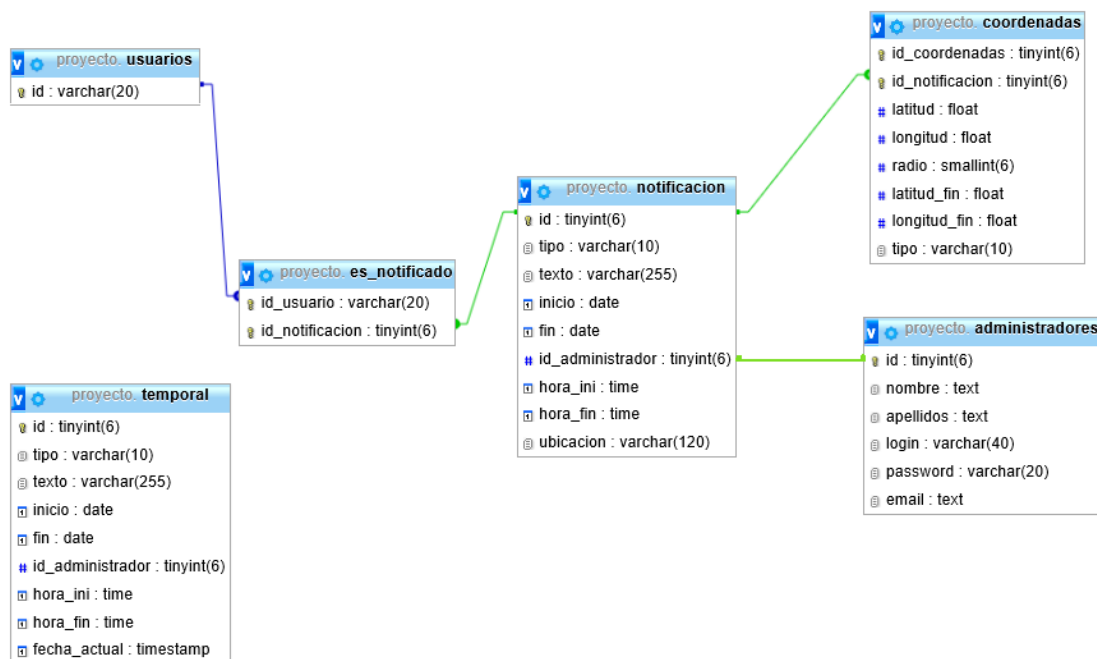 proyecto. usuarios
id : varchar(20)
proyecto. es_notificado
id_usuario : varchar(20)
id_notificacion : tinyint(6)
proyecto. temporal
id : tinyint(6)
tipo : varchar(10)
texto : varchar(255)
inicio : date
fin : date
id_administrador : tinyint(6)
hora_ini : time
hora_fin : time
fecha_actual : timestamp
proyecto. notificacion
id : tinyint(6)
tipo : varchar(10)
texto : varchar(255)
inicio : date
fin : date
id_administrador : tinyint(6)
hora_ini : time
hora_fin : time
ubicacion : varchar(120)
proyecto. coordenadas
id_coordenadas : tinyint(6)
id_notificacion : tinyint(6)
latitud : float
longitud : float
radio : smallint(6)
latitud_fin : float
longitud_fin : float
tipo : varchar(10)
proyecto. administradores
id : tinyint(6)
nombre : text
apellidos : text
login : varchar(40)
password : varchar(20)
email : text